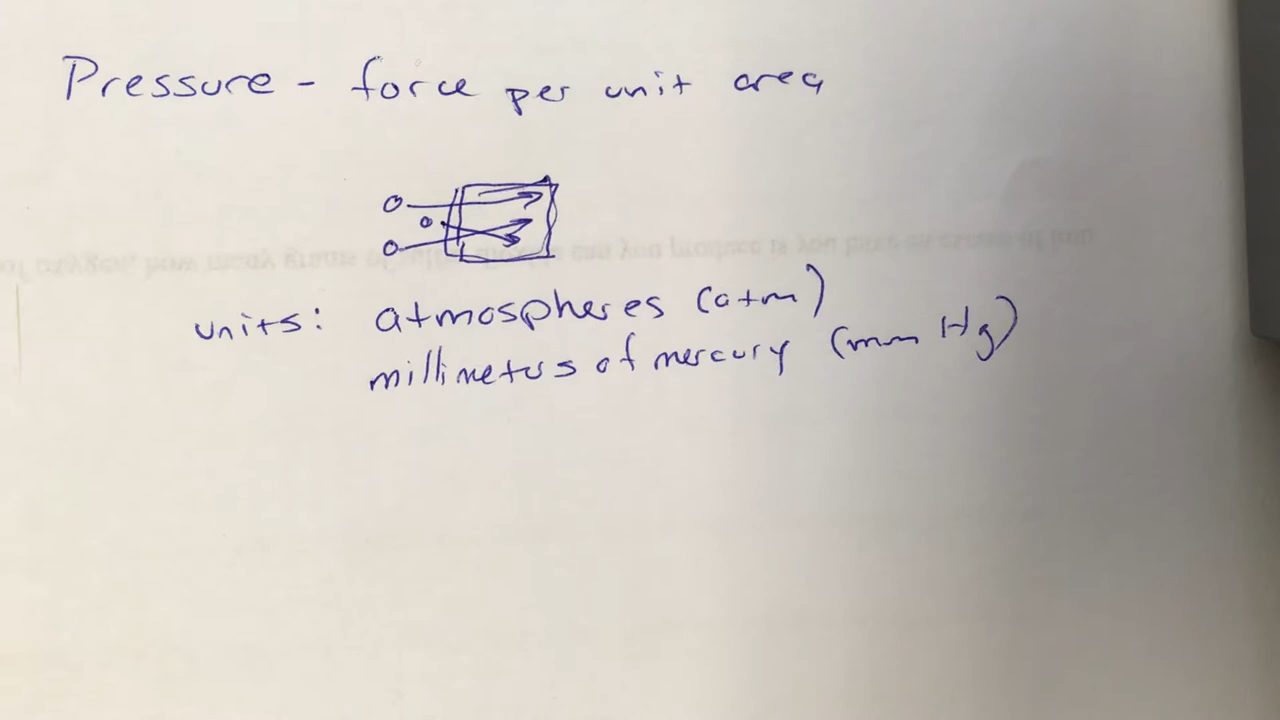 Pressure - force per unit area
units: atmospheres (atm)
millimeters of mercury (mm Hg)